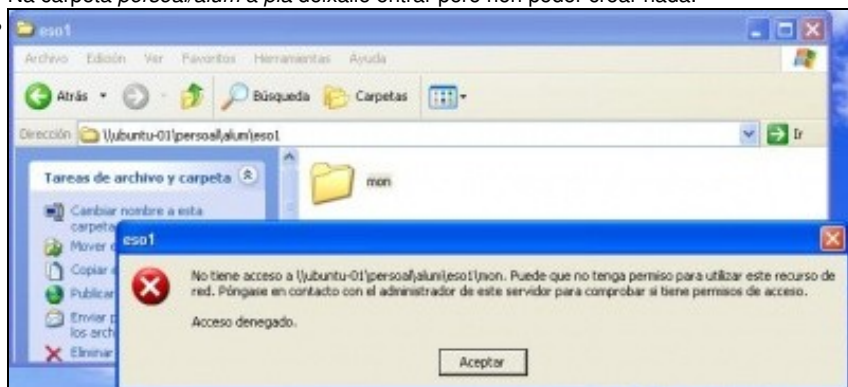 Na carpeta persoal/alum a pía deixalle entrar pero non poder crear nada.
eso1
Archivo Edición Ver Favoritos Herramientas Ayuda
Atrás Búsqueda Carpetas
Dirección \\ubuntu-01\persoal\alum\eso1 Ir
Tareas de archivo y carpeta
mon
Cambiar nombre a esta
carpeta
Mover
Copiar
Publicar
Enviar
los arch
Eliminar
eso1
No tiene acceso a \\ubuntu-01\persoal\alum\eso1\mon. Puede que no tenga permiso para utilizar este recurso de
red. Póngase en contacto con el administrador de este servidor para comprobar si tiene permisos de acceso.
Acceso denegado.
Aceptar